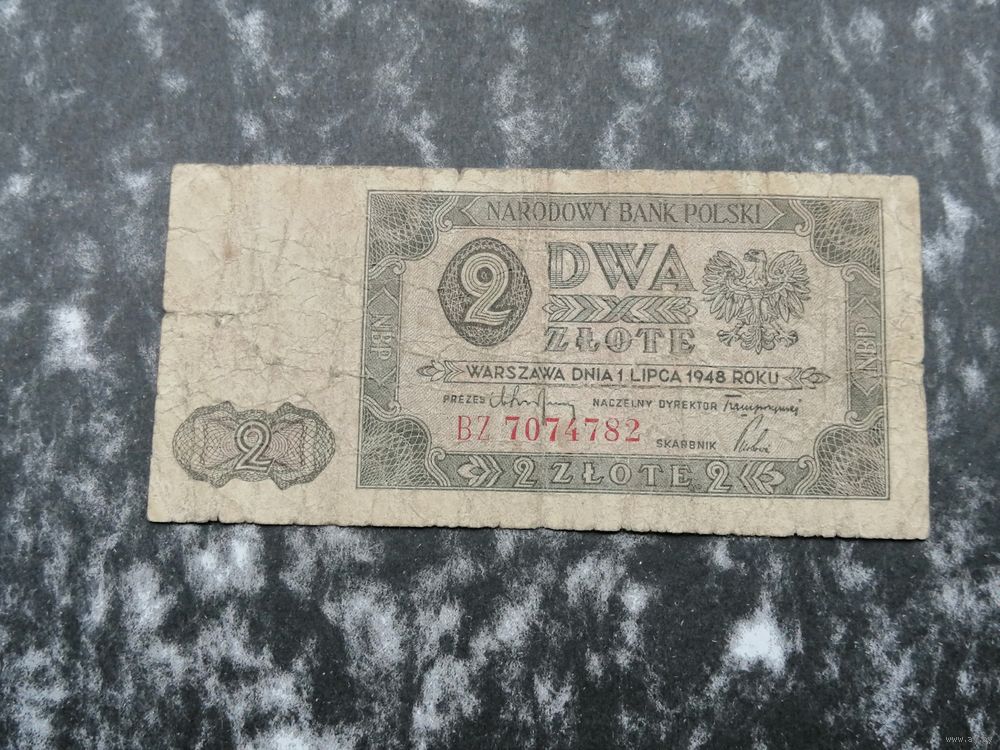 NARODOWY BANK POLSKI
2 DWA
ZŁOTE
NBP
NBP
WARSZAWA DNIA 1 LIPCA 1948 ROKU
PREZES NACZELNY DYREKTOR
BZ 7074782
SKARBNIK
2
2 ZŁOTE 2